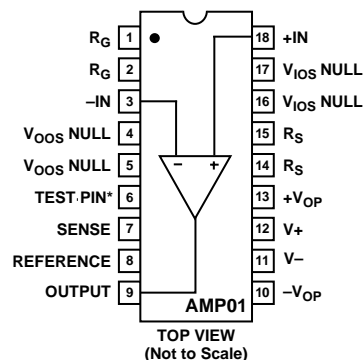 RG 1 18 +IN
RG 2 17 VIOS NULL
–IN 3 16 VIOS NULL
VOOS NULL 4 15 RS
VOOS NULL 5 14 RS
TEST PIN* 6 13 +VOP
SENSE 7 12 V+
REFERENCE 8 11 V–
OUTPUT 9 10 –VOP
– +
AMP01
TOP VIEW
(Not to Scale)